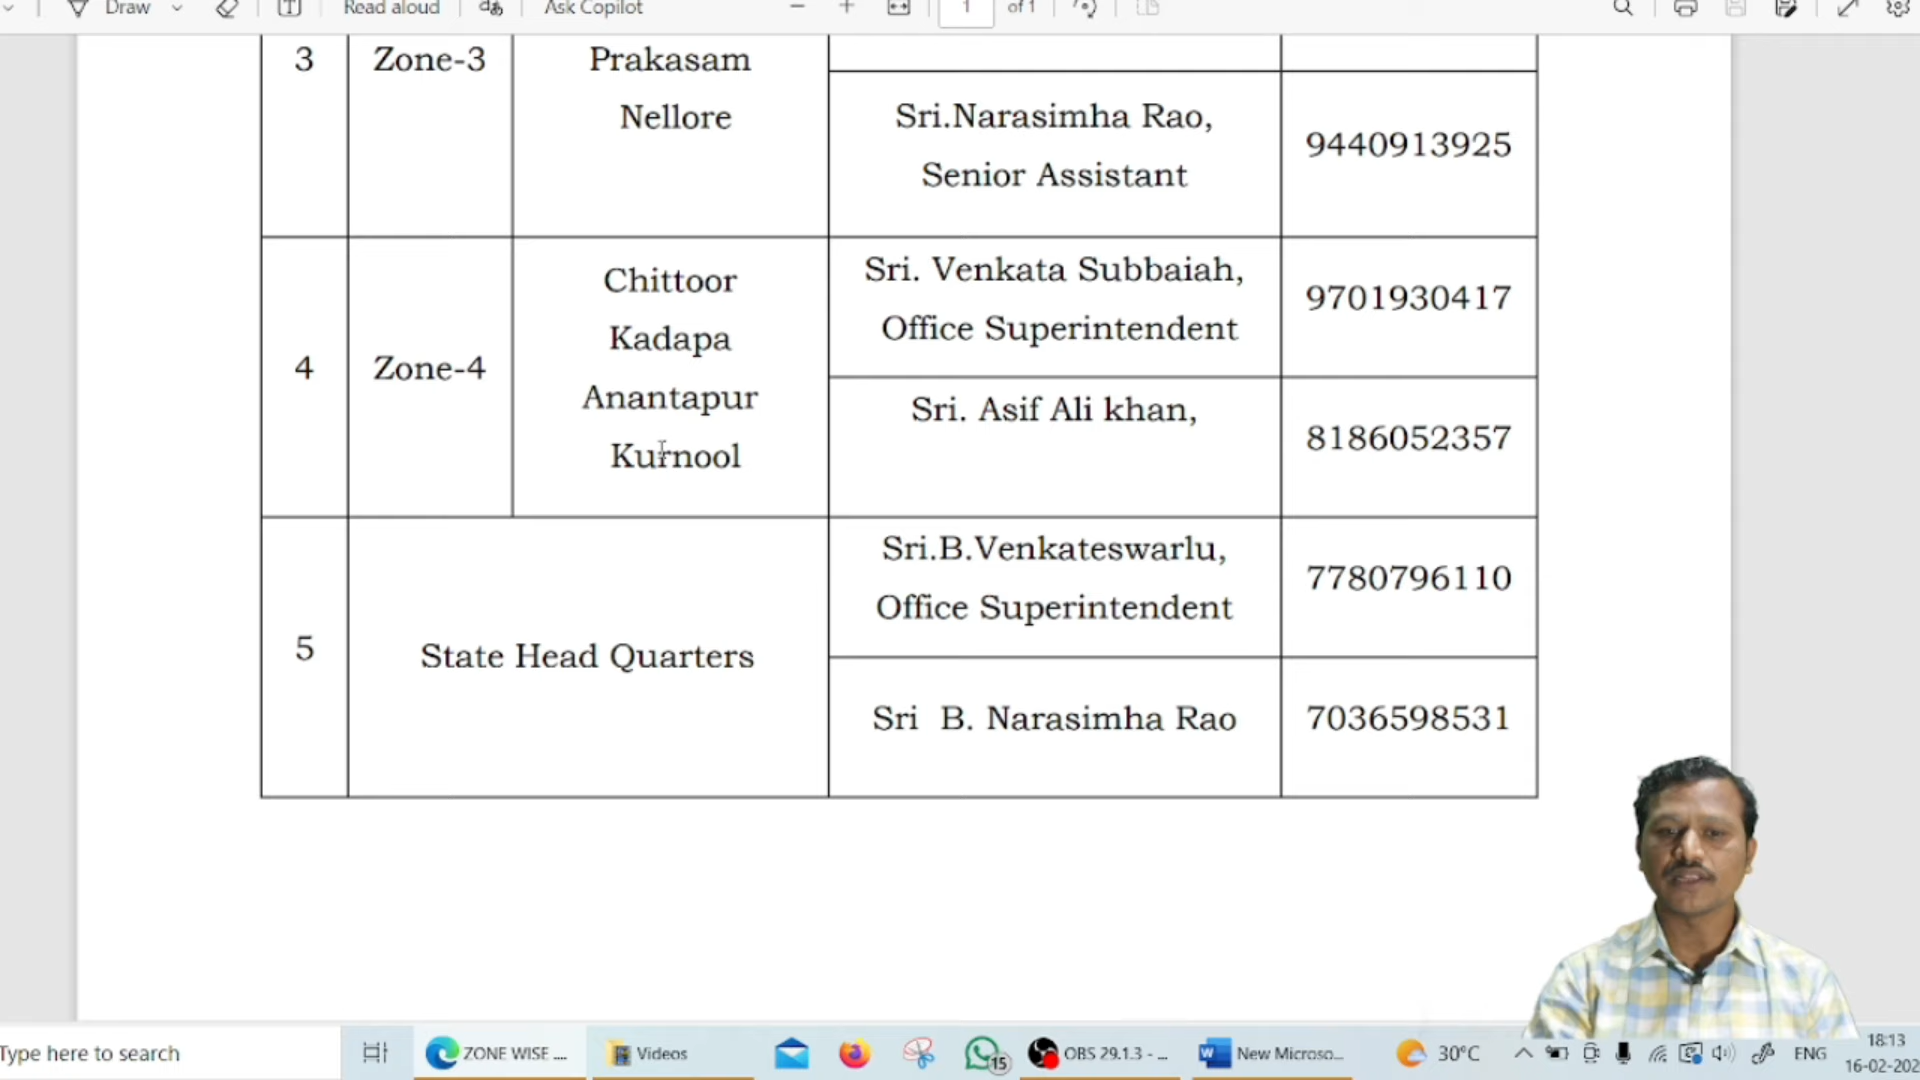 Draw
Read aloud
Ask Copilot
1
of 1
3
Zone-3
Prakasam
Nellore
Sri.Narasimha Rao,
Senior Assistant
9440913925
4
Zone-4
Chittoor
Kadapa
Anantapur
Kurnool
Sri. Venkata Subbaiah,
Office Superintendent
9701930417
Sri. Asif Ali khan,
8186052357
5
State Head Quarters
Sri.B.Venkateswarlu,
Office Superintendent
7780796110
Sri B. Narasimha Rao
7036598531
Type here to search
ZONE WISE ...
Videos
15
OBS 29.1.3 - ...
New Microso...
30°C
ENG
18:13
16-02-202